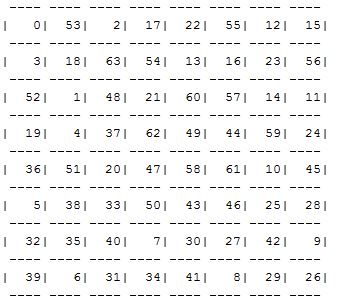 ---- ---- ---- ---- ---- ---- ---- ----
| 0| 53| 2| 17| 22| 55| 12| 15|
---- ---- ---- ---- ---- ---- ---- ----
| 3| 18| 63| 54| 13| 16| 23| 56|
---- ---- ---- ---- ---- ---- ---- ----
| 52| 1| 48| 21| 60| 57| 14| 11|
---- ---- ---- ---- ---- ---- ---- ----
| 19| 4| 37| 62| 49| 44| 59| 24|
---- ---- ---- ---- ---- ---- ---- ----
| 36| 51| 20| 47| 58| 61| 10| 45|
---- ---- ---- ---- ---- ---- ---- ----
| 5| 38| 33| 50| 43| 46| 25| 28|
---- ---- ---- ---- ---- ---- ---- ----
| 32| 35| 40| 7| 30| 27| 42| 9|
---- ---- ---- ---- ---- ---- ---- ----
| 39| 6| 31| 34| 41| 8| 29| 26|
---- ---- ---- ---- ---- ---- ---- ----